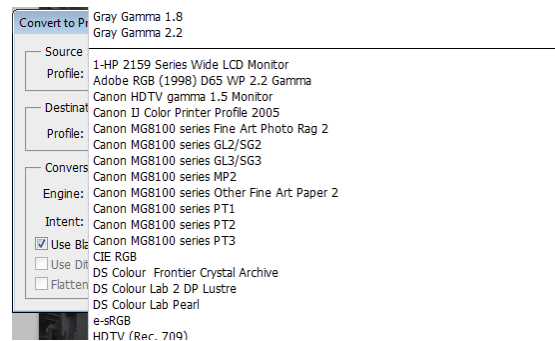 Convert to Pr
Gray Gamma 1.8
Gray Gamma 2.2
Source
Profile:
1-HP 2159 Series Wide LCD Monitor
Adobe RGB (1998) D65 WP 2.2 Gamma
Canon HDTV gamma 1.5 Monitor
Canon IJ Color Printer Profile 2005
Destinat
Profile:
Canon MG8100 series Fine Art Photo Rag 2
Canon MG8100 series GL2/SG2
Canon MG8100 series GL3/SG3
Convers
Canon MG8100 series MP2
Engine:
Canon MG8100 series Other Fine Art Paper 2
Canon MG8100 series PT1
Intent:
Canon MG8100 series PT2
Canon MG8100 series PT3
Use Bla
CIE RGB
Use Dit
DS Colour  Frontier Crystal Archive
Flatten
DS Colour Lab 2 DP Lustre
DS Colour Lab Pearl
e-sRGB
HDTV (Rec. 709)